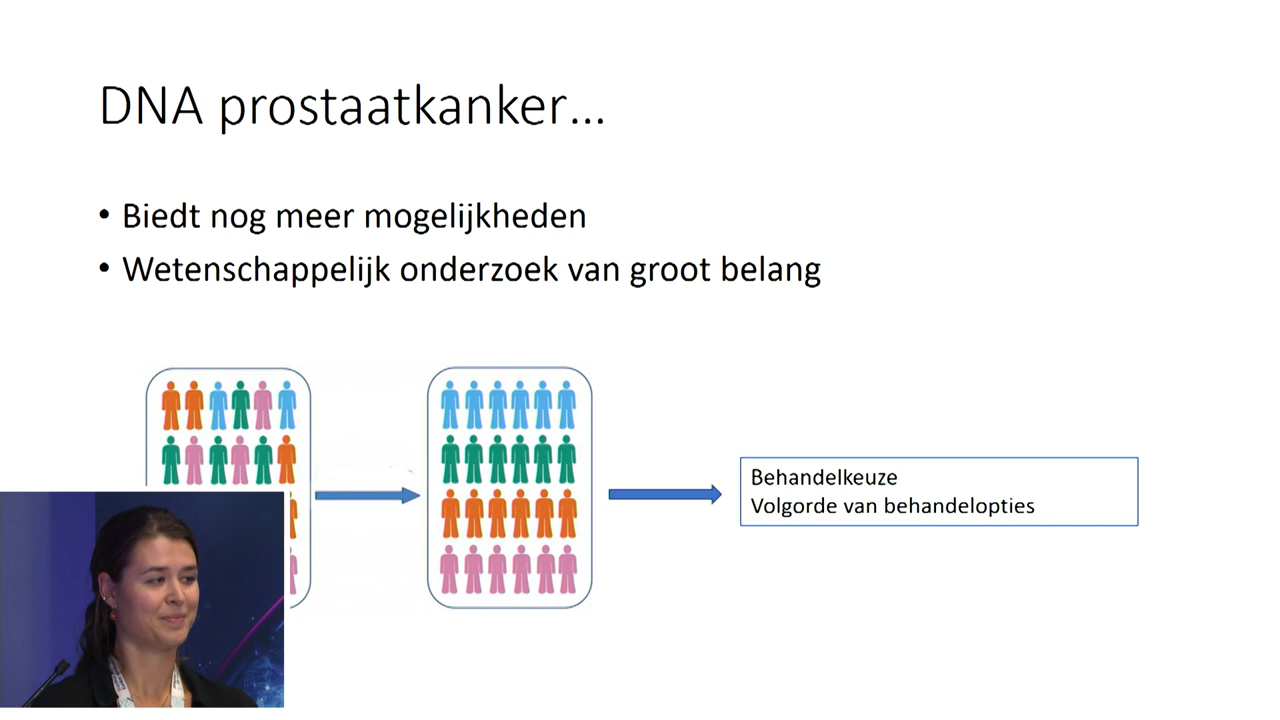 DNA prostaatkanker...
• Biedt nog meer mogelijkheden
• Wetenschappelijk onderzoek van groot belang
Behandelkeuze
Volgorde van behandelopties